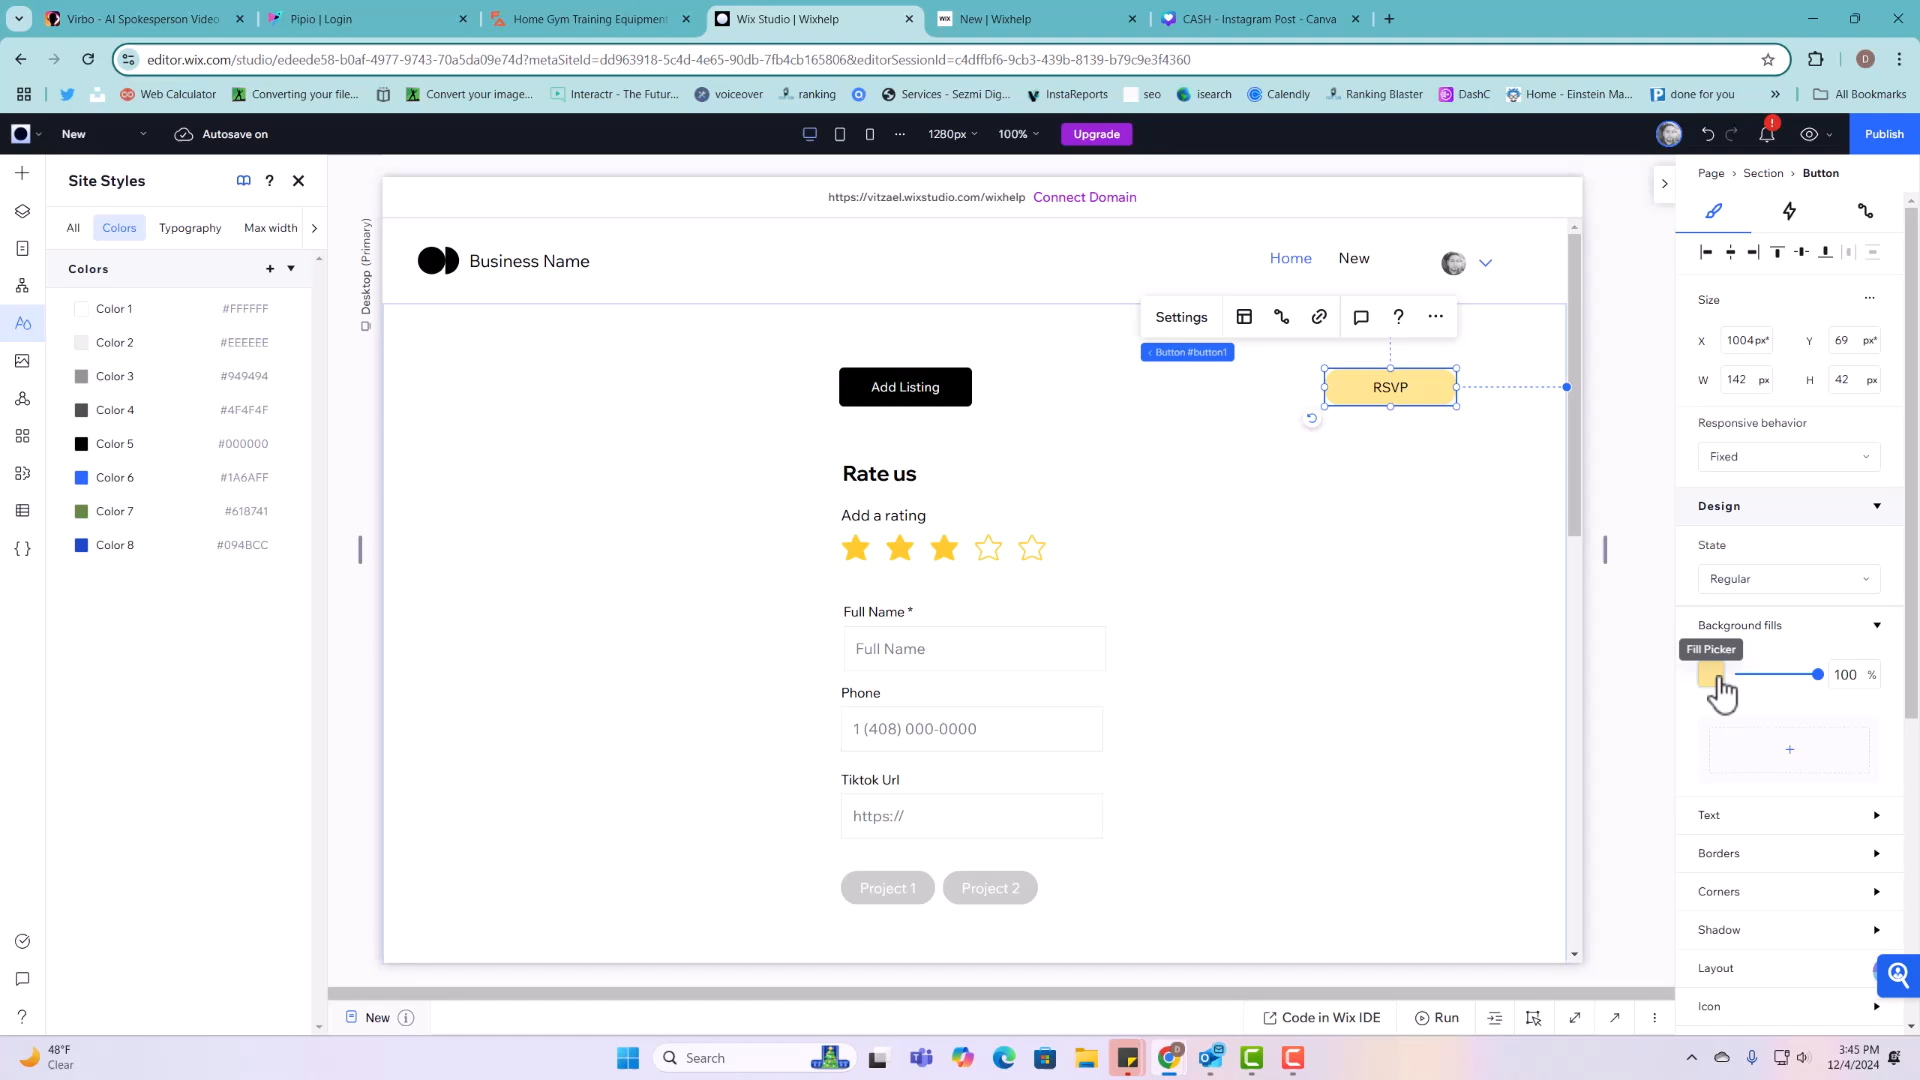 Virbo - AI Spokesperson Video
Pipio | Login
Home Gym Training Equipment
Wix Studio | Wixhelp
WIX
New | Wixhelp
CASH - Instagram Post - Canva
editor.wix.com/studio/edeede58-b0af-4977-9743-70a5da09e74d?metaSiteId=dd963918-5c4d-4e65-90db-7fb4cb165806&editorSessionId=c4dffbf6-9cb3-439b-8139-b79c9e3f4360
D
Web Calculator
Converting your file...
Convert your image...
Interactr - The Futur...
voiceover
ranking
Services - Sezmi Dig...
InstaReports
seo
isearch
Calendly
Ranking Blaster
DashC
Home - Einstein Ma...
done for you
»
All Bookmarks
New
Autosave on
1280px
100%
Upgrade
Publish
Site Styles
?
All
Colors
Typography
Max width
Colors
Color 1 #FFFFFF
Color 2 #EEEEEE
Color 3 #949494
Color 4 #4F4F4F
Color 5 #000000
Color 6 #1A6AFF
Color 7 #618741
Color 8 #094BCC
Desktop (Primary)
https://vitzael.wixstudio.com/wixhelp Connect Domain
Business Name
Home
New
Settings
?
< Button #button1
Add Listing
RSVP
Rate us
Add a rating
Full Name *
Full Name
Phone
1 (408) 000-0000
Tiktok Url
https://
Project 1
Project 2
Page > Section > Button
Size
X 1004px* Y 69 px*
W 142 px H 42 px
Responsive behavior
Fixed
Design
State
Regular
Background fills
Fill Picker
100 %
Text
Borders
Corners
Shadow
Layout
Icon
?
New
Code in Wix IDE
Run
48°F
Clear
Search
3:45 PM
12/4/2024